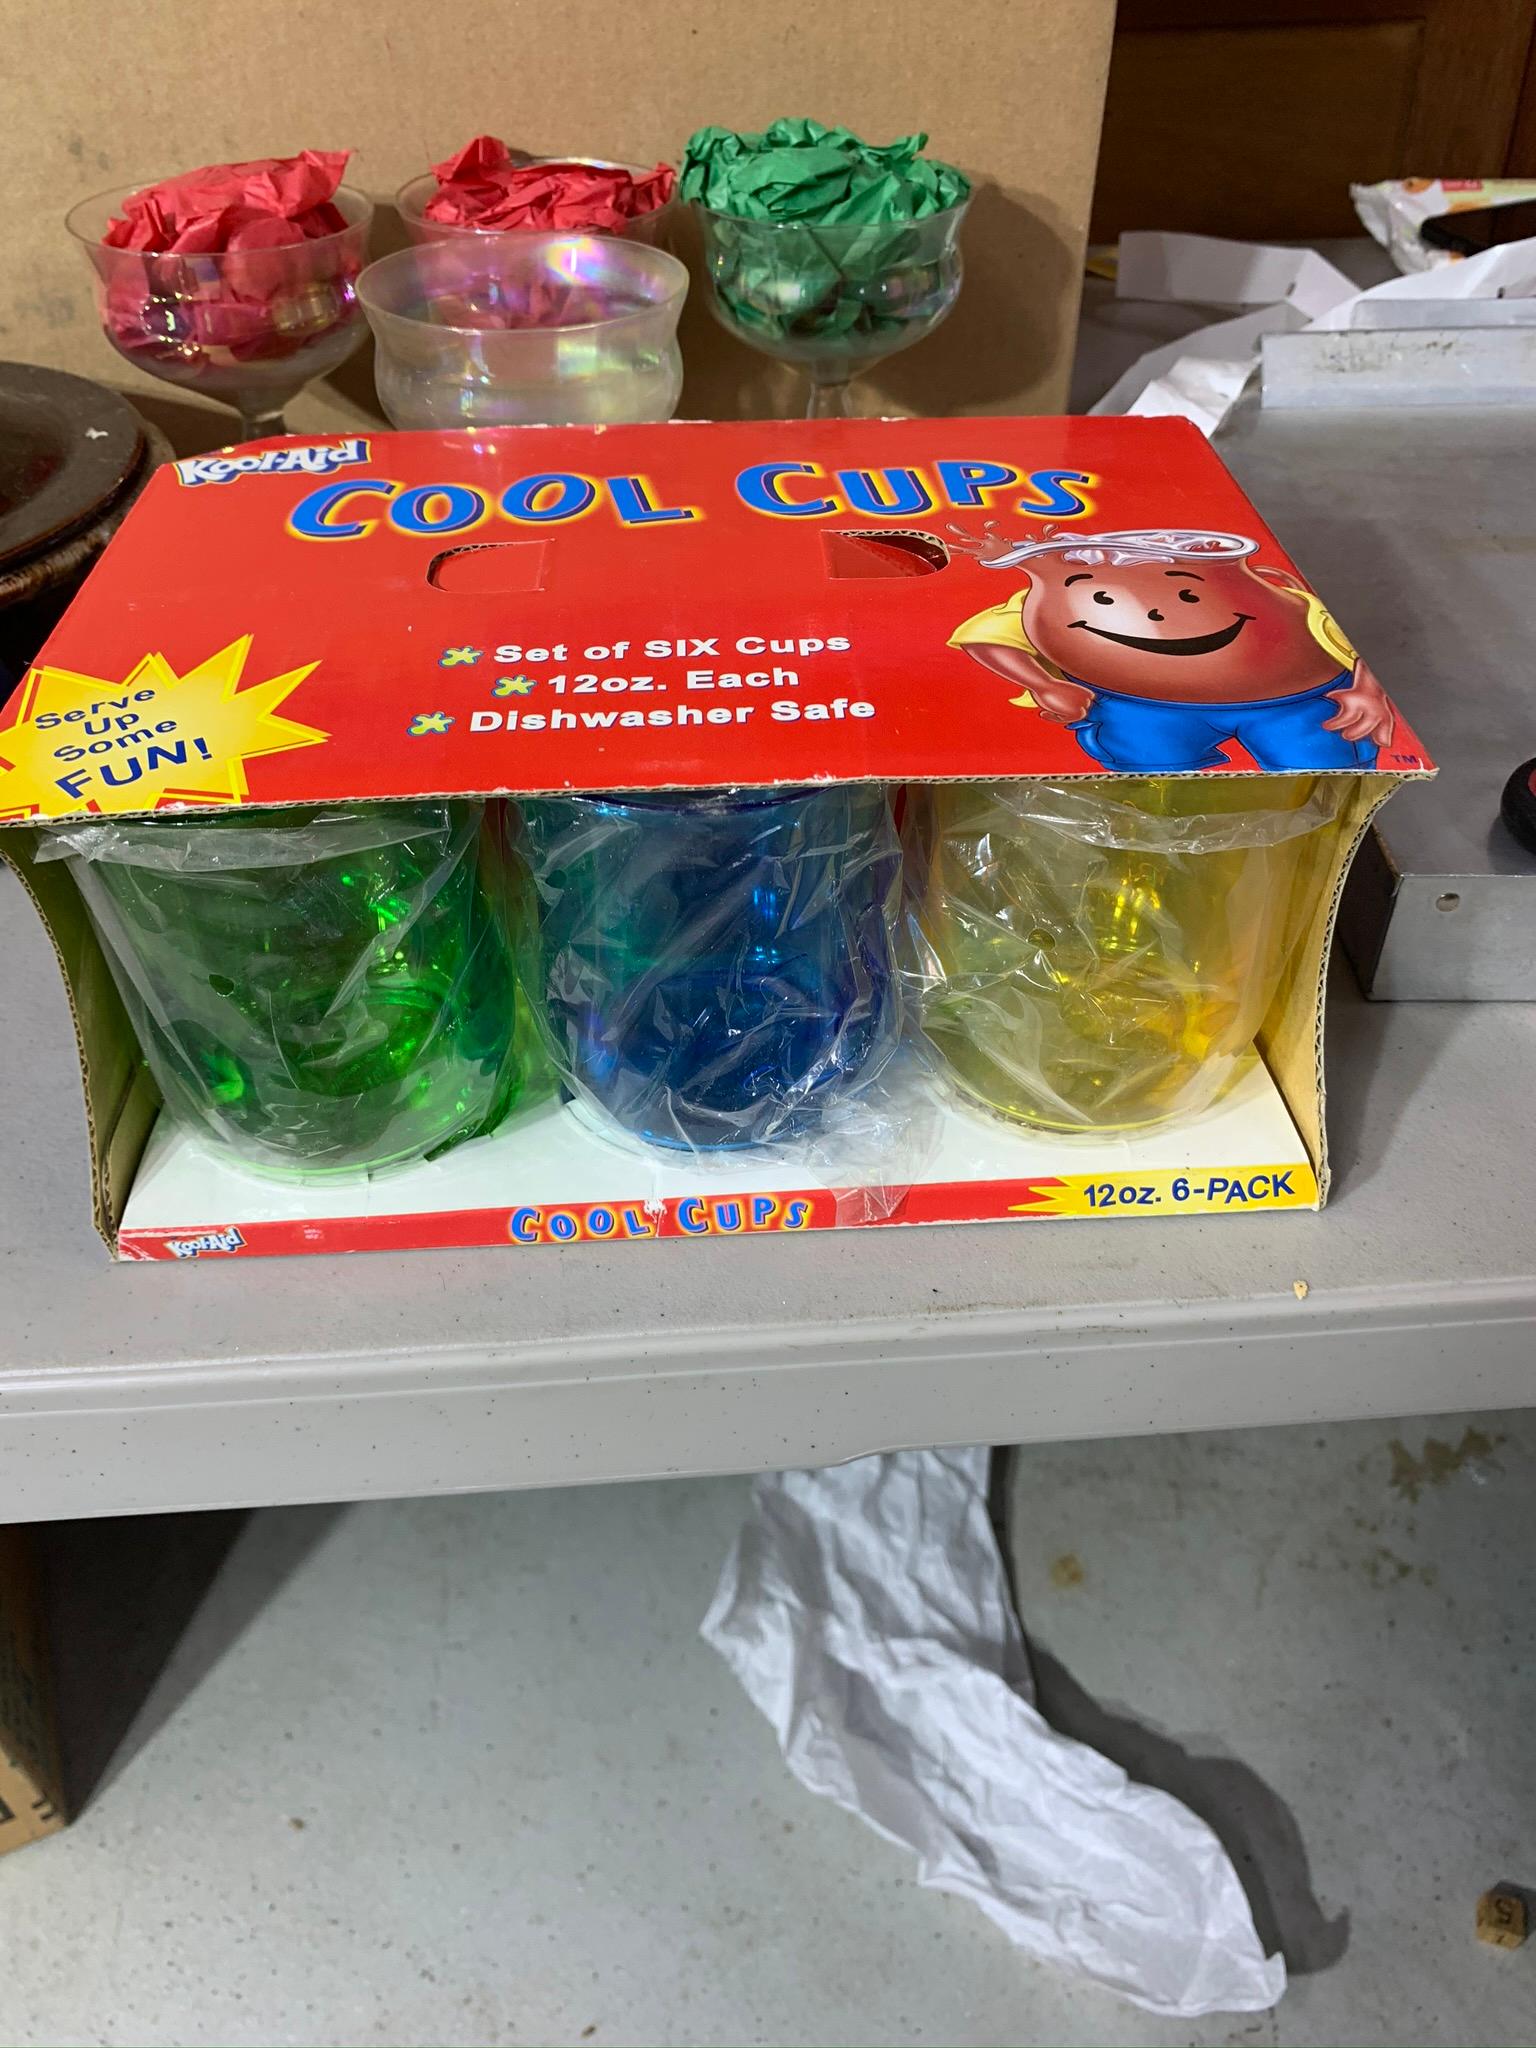 Kool-Aid
COOL CUPS
Set of SIX Cups
12oz. Each
Dishwasher Safe
Serve
Up
Some
FUN!
TM
Kool-Aid
COOL CUPS
12oz. 6-PACK
5